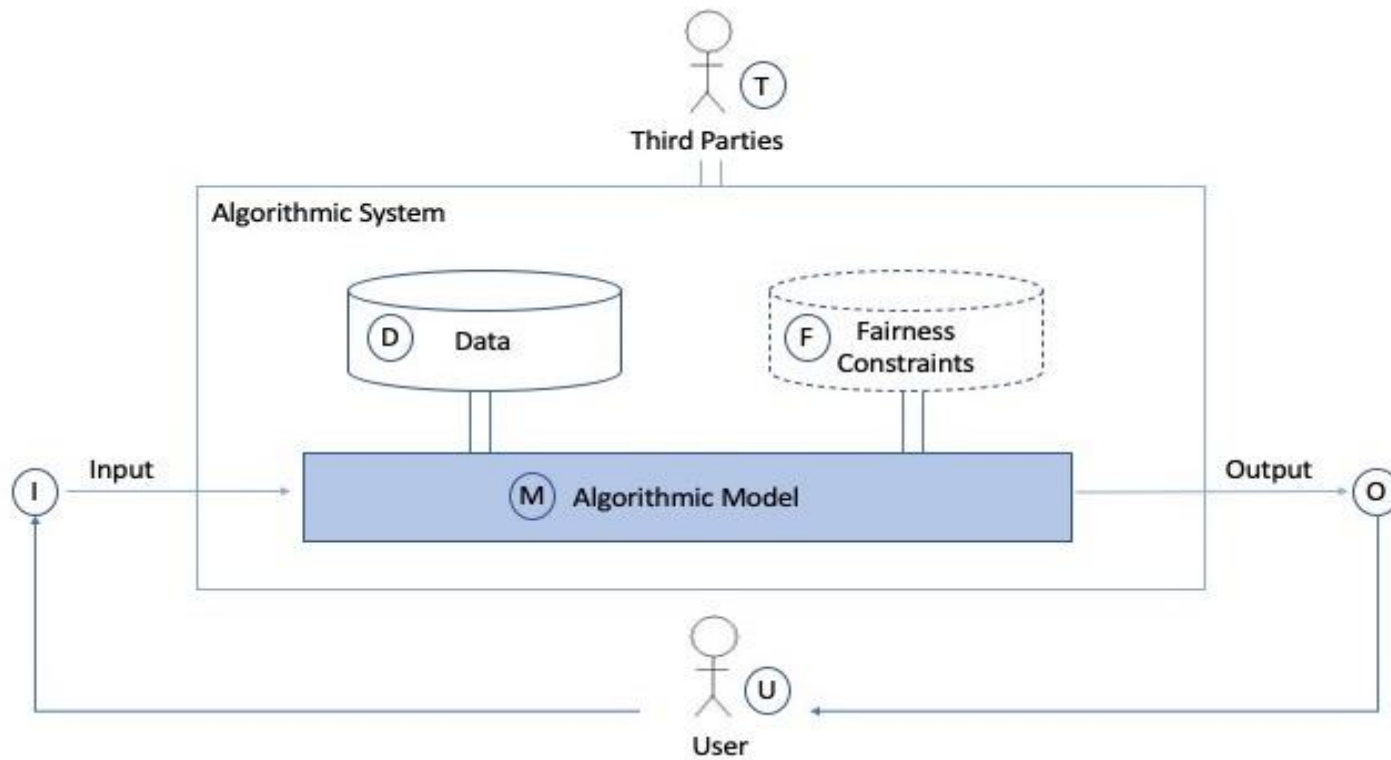 T
Third Parties
Algorithmic System
D
Data
F
Fairness
Constraints
I
Input
M
Algorithmic Model
Output
O
U
User